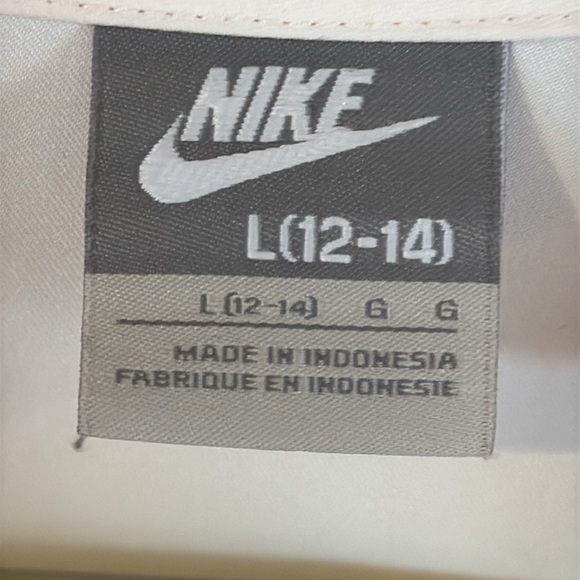 NIKE
L(12-14)
L (12-14) G G
MADE IN INDONESIA
FABRIQUE EN INDONESIE